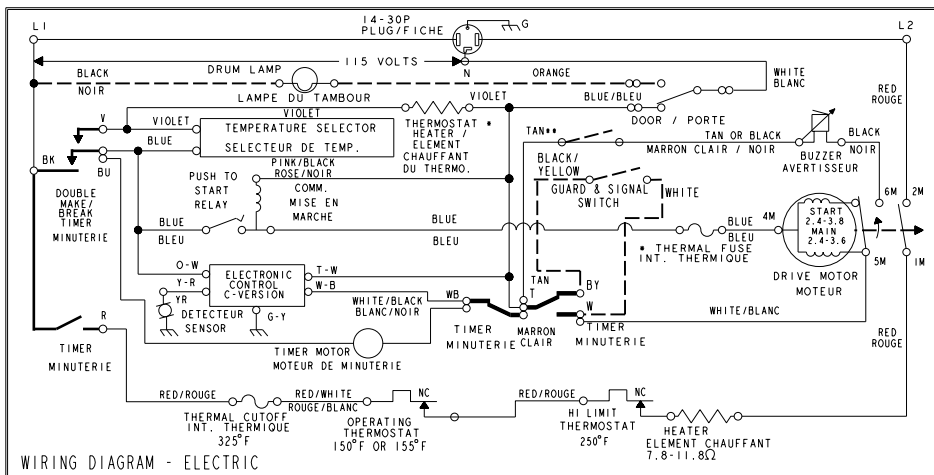 L1
14-30P
PLUG/FICHE
G
L2
115 VOLTS
N
BLACK
NOIR
DRUM LAMP
LAMPE DU TAMBOUR
ORANGE
WHITE
BLANC
RED
ROUGE
VIOLET
BLUE/BLEU
DOOR / PORTE
V
VIOLET
VIOLET
TEMPERATURE SELECTOR
SELECTEUR DE TEMP.
THERMOSTAT *
HEATER /
ELEMENT
CHAUFFANT
DU THERMO.
TAN**
TAN OR BLACK
MARRON CLAIR / NOIR
BUZZER
AVERTISSEUR
BLACK
NOIR
BLUE
BK
BU
DOUBLE
MAKE/
BREAK
TIMER
MINUTERIE
PINK/BLACK
ROSE/NOIR
PUSH TO
START
RELAY
COMM.
MISE EN
MARCHE
BLACK/
YELLOW
GUARD & SIGNAL
SWITCH
WHITE
6M
2M
BLUE
BLEU
BLUE
BLEU
BLUE
BLEU
4M
START
2.4-3.8
MAIN
2.4-3.6
* THERMAL FUSE
INT. THERMIQUE
5M
1M
DRIVE MOTOR
MOTEUR
O-W
Y-R
ELECTRONIC
CONTROL
C-VERSION
T-W
W-B
YR
DETECTEUR
SENSOR
G-Y
WHITE/BLACK
BLANC/NOIR
WB
TAN
T
BY
W
WHITE/BLANC
TIMER
MINUTERIE
MARRON
CLAIR
TIMER
MINUTERIE
R
TIMER
MINUTERIE
TIMER MOTOR
MOTEUR DE MINUTERIE
RED
ROUGE
RED/ROUGE
THERMAL CUTOFF
INT. THERMIQUE
325°F
RED/WHITE
ROUGE/BLANC
NC
OPERATING
THERMOSTAT
150°F OR 155°F
RED/ROUGE
NC
HI LIMIT
THERMOSTAT
250°F
HEATER
ELEMENT CHAUFFANT
7.8-11.8Ω
WIRING DIAGRAM - ELECTRIC